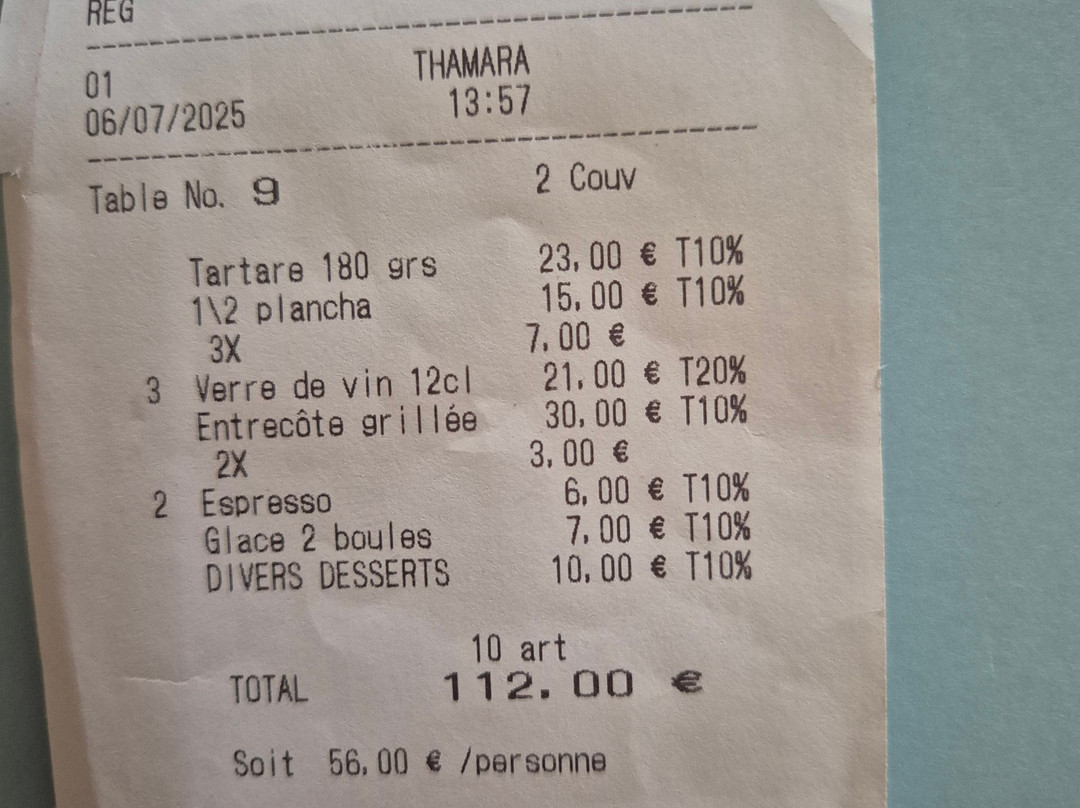 REG
01 THAMARA
06/07/2025 13:57
Table No. 9 2 Couv
Tartare 180 grs 23,00 € T10%
1\2 plancha 15,00 € T10%
3X 7,00 €
3 Verre de vin 12cl 21,00 € T20%
Entrecôte grillée 30,00 € T10%
2X 3,00 €
2 Espresso 6,00 € T10%
Glace 2 boules 7,00 € T10%
DIVERS DESSERTS 10,00 € T10%
10 art
TOTAL 112.00 €
Soit 56,00 € /personne